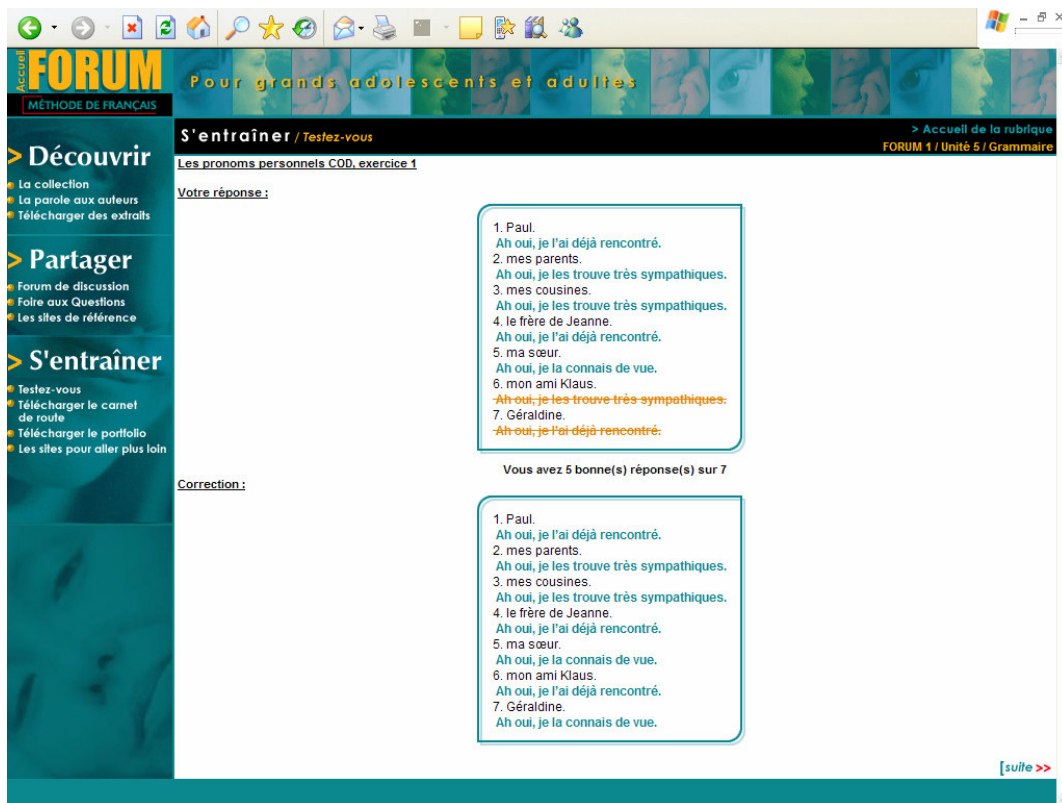 Accueil
FORUM
MÉTHODE DE FRANÇAIS
Pour grands adolescents et adultes
S'entraîner / Testez-vous
> Accueil de la rubrique
FORUM 1 / Unité 5 / Grammaire
> Découvrir
La collection
La parole aux auteurs
Télécharger des extraits
> Partager
Forum de discussion
Foire aux Questions
Les sites de référence
> S'entraîner
Testez-vous
Télécharger le carnet
de route
Télécharger le portfolio
Les sites pour aller plus loin
Les pronoms personnels COD, exercice 1
Votre réponse :
1. Paul.
Ah oui, je l'ai déjà rencontré.
2. mes parents.
Ah oui, je les trouve très sympathiques.
3. mes cousines.
Ah oui, je les trouve très sympathiques.
4. le frère de Jeanne.
Ah oui, je l'ai déjà rencontré.
5. ma sœur.
Ah oui, je la connais de vue.
6. mon ami Klaus.
Ah oui, je les trouve très sympathiques.
7. Géraldine.
Ah oui, je l'ai déjà rencontré.
Vous avez 5 bonne(s) réponse(s) sur 7
Correction :
1. Paul.
Ah oui, je l'ai déjà rencontré.
2. mes parents.
Ah oui, je les trouve très sympathiques.
3. mes cousines.
Ah oui, je les trouve très sympathiques.
4. le frère de Jeanne.
Ah oui, je l'ai déjà rencontré.
5. ma sœur.
Ah oui, je la connais de vue.
6. mon ami Klaus.
Ah oui, je l'ai déjà rencontré.
7. Géraldine.
Ah oui, je la connais de vue.
[suite >>